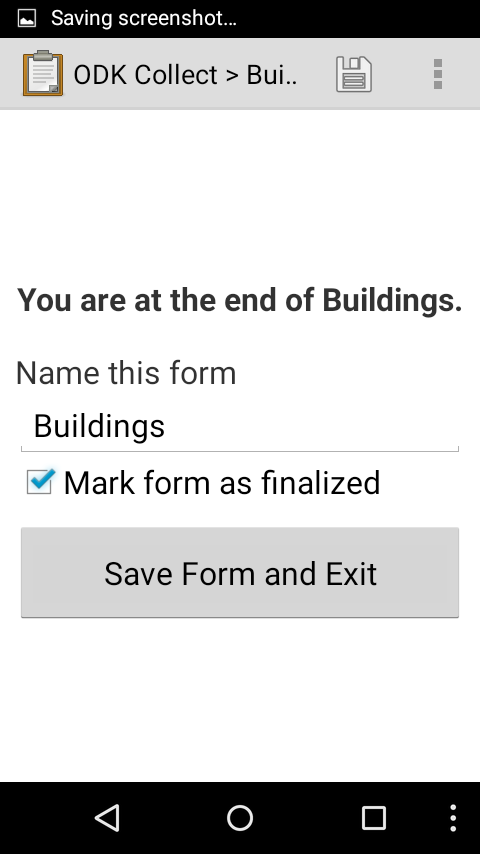 Saving screenshot...
ODK Collect > Bui..
You are at the end of Buildings.
Name this form
Buildings
Mark form as finalized
Save Form and Exit